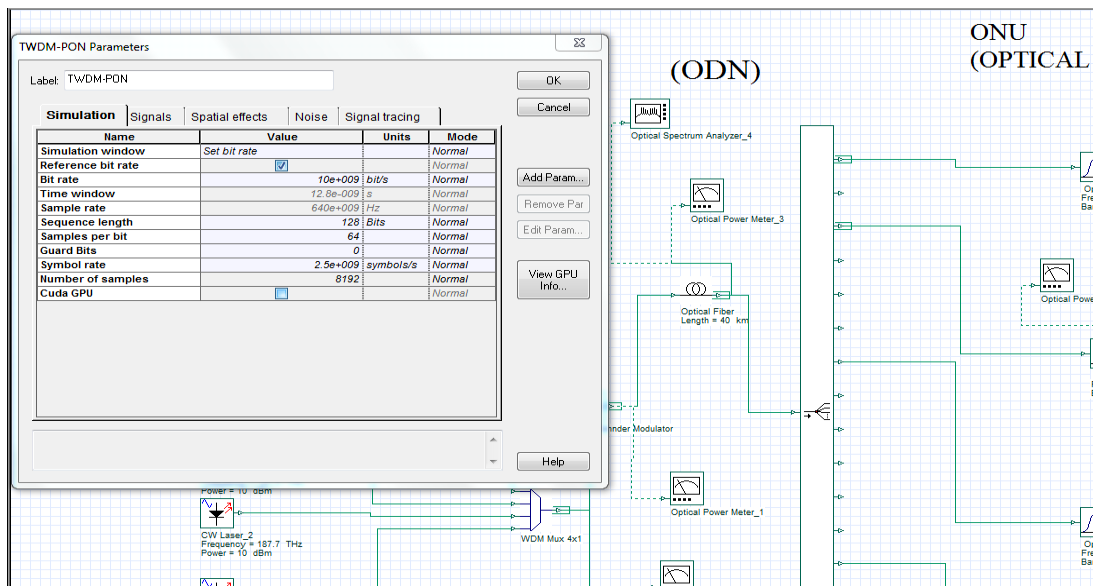 TWDM-PON Parameters
Label: TWDM-PON
OK
Cancel
Simulation Signals Spatial effects Noise Signal tracing
Name Value Units Mode
Simulation window Set bit rate Normal
Reference bit rate Normal
Bit rate 10e+009 bit/s Normal
Time window 12.8e-009 s Normal
Sample rate 640e+009 Hz Normal
Sequence length 128 Bits Normal
Samples per bit 64 Normal
Guard Bits 0 Normal
Symbol rate 2.5e+009 symbols/s Normal
Number of samples 8192 Normal
Cuda GPU Normal
Add Param...
Remove Par
Edit Param...
View GPU
Info...
Help
(ODN)
ONU
(OPTICAL
Optical Spectrum Analyzer_4
Optical Power Meter_3
Optical Fiber
Length = 40 km
Optical Powe
Op
Fre
Ba
nder Modulator
Optical Power Meter_1
WDM Mux 4x1
Power = 10 dBm
CW Laser_2
Frequency = 187.7 THz
Power = 10 dBm
Op
Fre
Ba